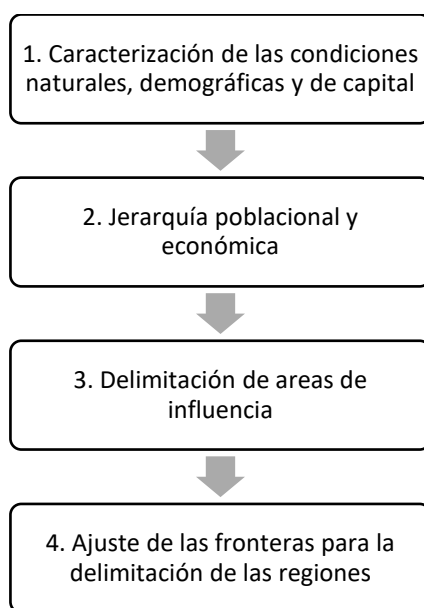 1. Caracterización de las condiciones
naturales, demográficas y de capital
2. Jerarquía poblacional y
económica
3. Delimitación de areas de
influencia
4. Ajuste de las fronteras para la
delimitación de las regiones